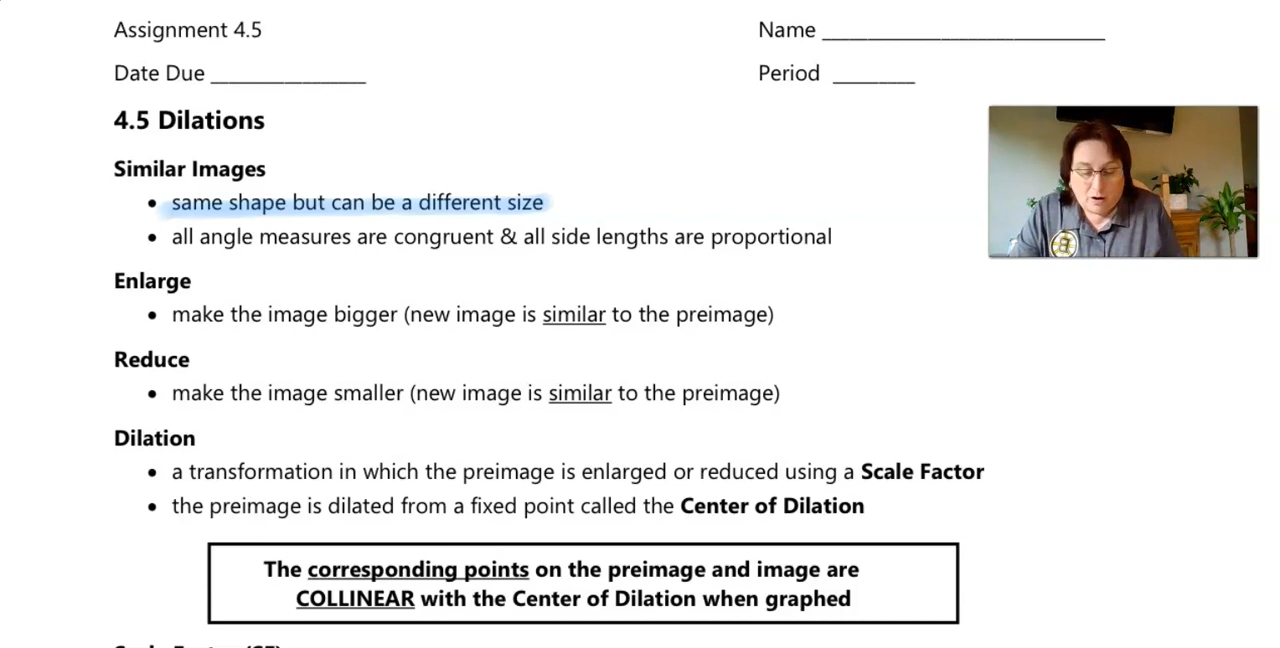 Assignment 4.5
Name ____________________________
Date Due _______________
Period ________
4.5 Dilations
Similar Images
• same shape but can be a different size
• all angle measures are congruent & all side lengths are proportional
Enlarge
• make the image bigger (new image is similar to the preimage)
Reduce
• make the image smaller (new image is similar to the preimage)
Dilation
• a transformation in which the preimage is enlarged or reduced using a Scale Factor
• the preimage is dilated from a fixed point called the Center of Dilation
The corresponding points on the preimage and image are
COLLINEAR with the Center of Dilation when graphed